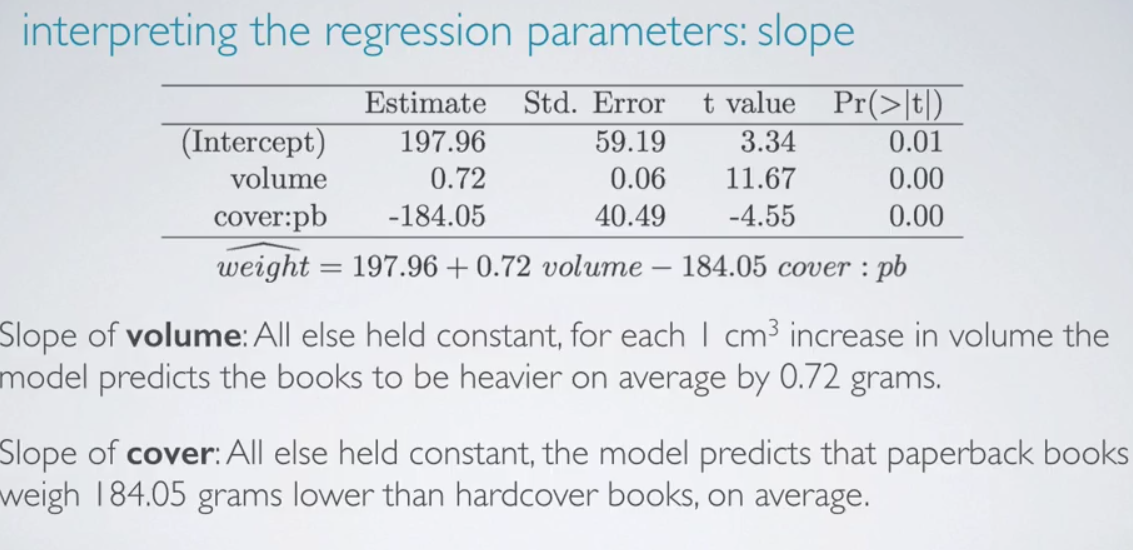 interpreting the regression parameters: slope
Estimate Std. Error t value Pr(>|t|)
(Intercept) 197.96 59.19 3.34 0.01
volume 0.72 0.06 11.67 0.00
cover:pb -184.05 40.49 -4.55 0.00
\widehat{weight} = 197.96 + 0.72 volume − 184.05 cover : pb
Slope of volume: All else held constant, for each 1 cm³ increase in volume the
model predicts the books to be heavier on average by 0.72 grams.
Slope of cover: All else held constant, the model predicts that paperback books
weigh 184.05 grams lower than hardcover books, on average.